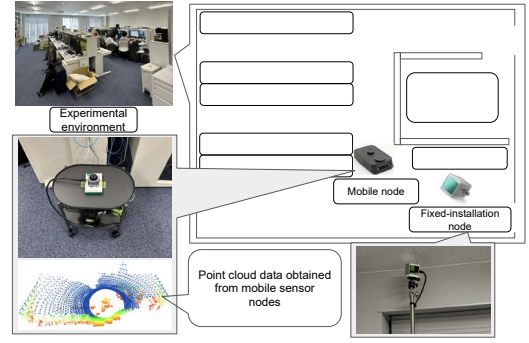 Experimental
environment
Mobile node
Fixed-installation
node
Point cloud data obtained
from mobile sensor
nodes